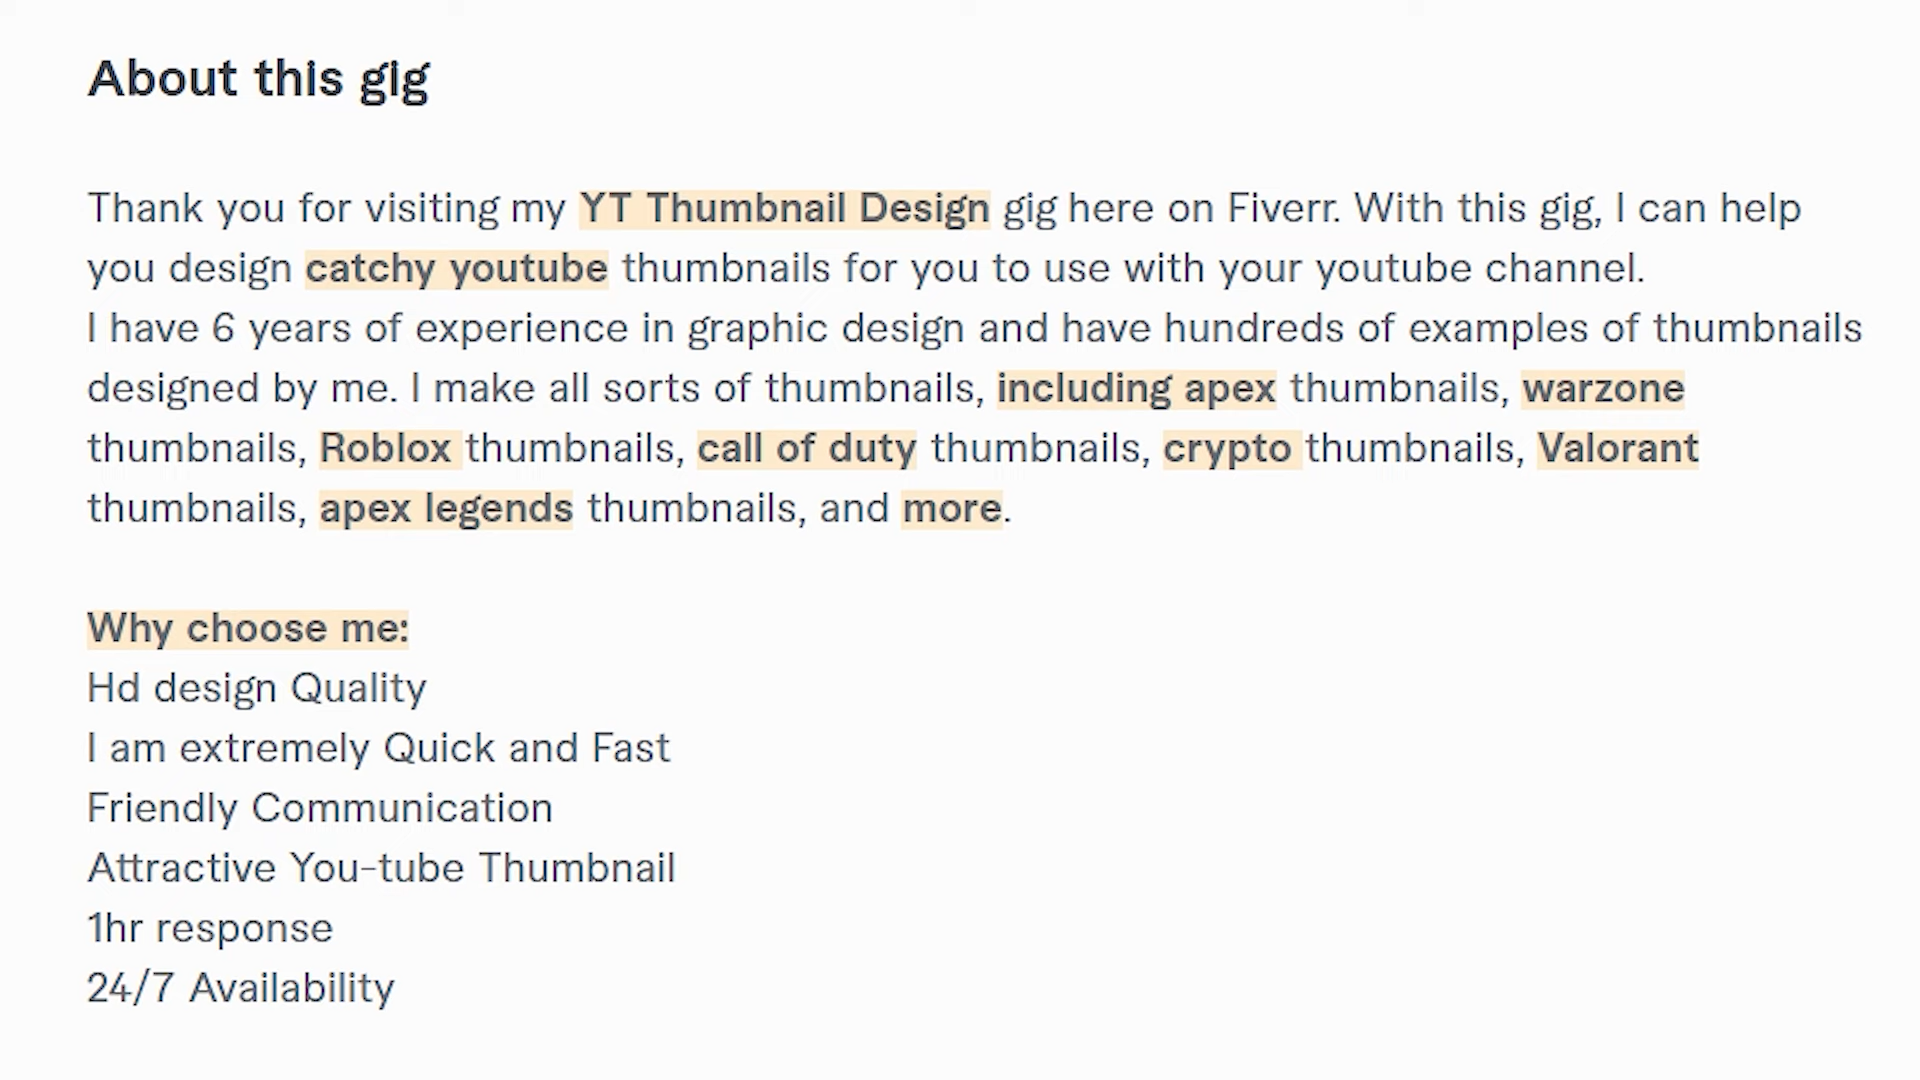 About this gig
Thank you for visiting my YT Thumbnail Design gig here on Fiverr. With this gig, I can help
you design catchy youtube thumbnails for you to use with your youtube channel.
I have 6 years of experience in graphic design and have hundreds of examples of thumbnails
designed by me. I make all sorts of thumbnails, including apex thumbnails, warzone
thumbnails, Roblox thumbnails, call of duty thumbnails, crypto thumbnails, Valorant
thumbnails, apex legends thumbnails, and more.
Why choose me:
Hd design Quality
I am extremely Quick and Fast
Friendly Communication
Attractive You-tube Thumbnail
1hr response
24/7 Availability